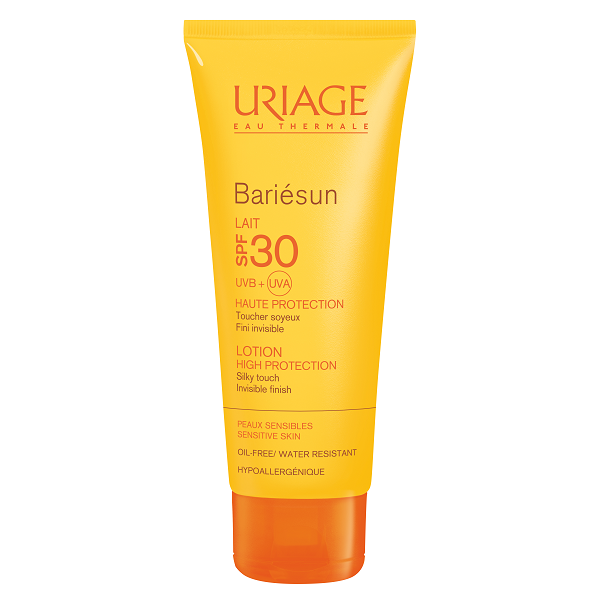 URIAGE
EAU THERMALE
Bariésun
LAIT
SPF 30
UVB + UVA
HAUTE PROTECTION
Toucher soyeux
Fini invisible
LOTION
HIGH PROTECTION
Silky touch
Invisible finish
PEAUX SENSIBLES
SENSITIVE SKIN
OIL-FREE/ WATER RESISTANT
HYPOALLERGÉNIQUE